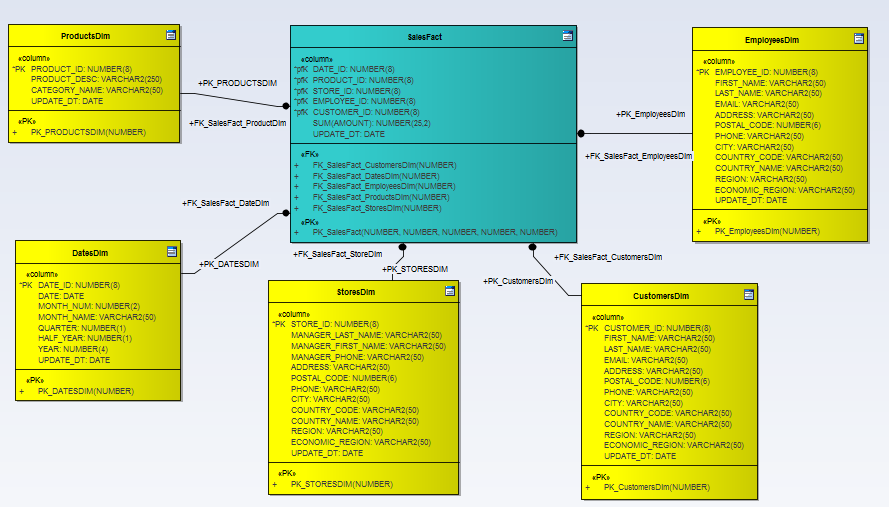 ProductsDim
«column»
*PK PRODUCT_ID: NUMBER(8)
PRODUCT_DESC: VARCHAR2(250)
CATEGORY_NAME: VARCHAR2(50)
UPDATE_DT: DATE
«PK»
+ PK_PRODUCTSDIM(NUMBER)
+PK_PRODUCTSDIM
+FK_SalesFact_ProductDim
SalesFact
«column»
*pfK DATE_ID: NUMBER(8)
*pfK PRODUCT_ID: NUMBER(8)
*pfK STORE_ID: NUMBER(8)
*pfK EMPLOYEE_ID: NUMBER(8)
*pfK CUSTOMER_ID: NUMBER(8)
SUM(AMOUNT): NUMBER(25,2)
UPDATE_DT: DATE
«FK»
+ FK_SalesFact_CustomersDim(NUMBER)
+ FK_SalesFact_DatesDim(NUMBER)
+ FK_SalesFact_EmployeesDim(NUMBER)
+ FK_SalesFact_ProductsDim(NUMBER)
+ FK_SalesFact_StoresDim(NUMBER)
«PK»
+ PK_SalesFact(NUMBER, NUMBER, NUMBER, NUMBER, NUMBER)
+PK_EmployeesDim
+FK_SalesFact_EmployeesDim
EmployeesDim
«column»
*PK EMPLOYEE_ID: NUMBER(8)
FIRST_NAME: VARCHAR2(50)
LAST_NAME: VARCHAR2(50)
EMAIL: VARCHAR2(50)
ADDRESS: VARCHAR2(50)
POSTAL_CODE: NUMBER(6)
PHONE: VARCHAR2(50)
CITY: VARCHAR2(50)
COUNTRY_CODE: VARCHAR2(50)
COUNTRY_NAME: VARCHAR2(50)
REGION: VARCHAR2(50)
ECONOMIC_REGION: VARCHAR2(50)
UPDATE_DT: DATE
«PK»
+ PK_EmployeesDim(NUMBER)
+FK_SalesFact_DateDim
+PK_DATESDIM
DatesDim
«column»
*PK DATE_ID: NUMBER(8)
DATE: DATE
MONTH_NUM: NUMBER(2)
MONTH_NAME: VARCHAR2(50)
QUARTER: NUMBER(1)
HALF_YEAR: NUMBER(1)
YEAR: NUMBER(4)
UPDATE_DT: DATE
«PK»
+ PK_DATESDIM(NUMBER)
+FK_SalesFact_StoreDim
+PK_STORESDIM
StoresDim
«column»
*PK STORE_ID: NUMBER(8)
MANAGER_LAST_NAME: VARCHAR2(50)
MANAGER_FIRST_NAME: VARCHAR2(50)
MANAGER_PHONE: VARCHAR2(50)
ADDRESS: VARCHAR2(50)
POSTAL_CODE: NUMBER(6)
PHONE: VARCHAR2(50)
CITY: VARCHAR2(50)
COUNTRY_CODE: VARCHAR2(50)
COUNTRY_NAME: VARCHAR2(50)
REGION: VARCHAR2(50)
ECONOMIC_REGION: VARCHAR2(50)
UPDATE_DT: DATE
«PK»
+ PK_STORESDIM(NUMBER)
+FK_SalesFact_CustomersDim
+PK_CustomersDim
CustomersDim
«column»
*PK CUSTOMER_ID: NUMBER(8)
FIRST_NAME: VARCHAR2(50)
LAST_NAME: VARCHAR2(50)
EMAIL: VARCHAR2(50)
ADDRESS: VARCHAR2(50)
POSTAL_CODE: NUMBER(6)
PHONE: VARCHAR2(50)
CITY: VARCHAR2(50)
COUNTRY_CODE: VARCHAR2(50)
COUNTRY_NAME: VARCHAR2(50)
REGION: VARCHAR2(50)
ECONOMIC_REGION: VARCHAR2(50)
UPDATE_DT: DATE
«PK»
+ PK_CustomersDim(NUMBER)